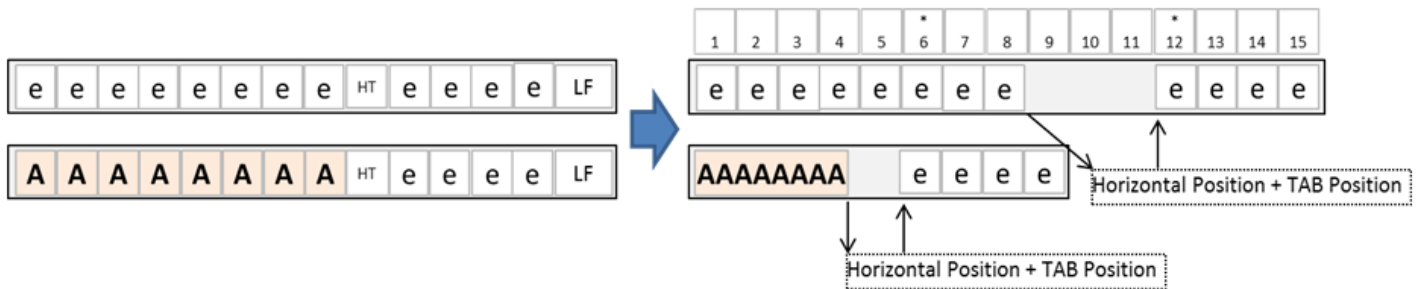 * *
1 2 3 4 5 6 7 8 9 10 11 12 13 14 15
e e e e e e e e HT e e e e LF
e e e e e e e e e e e e
A A A A A A A A HT e e e e LF
AAAAAAAA e e e e
Horizontal Position + TAB Position
Horizontal Position + TAB Position